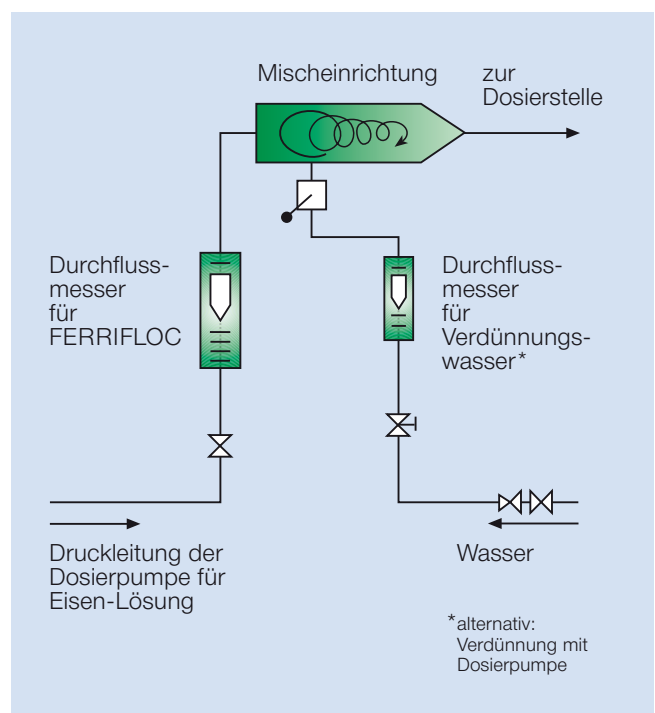 Mischeinrichtung
zur
Dosierstelle
Durchfluss-
messer
für
FERRIFLOC
Durchfluss-
messer
für
Verdünnungs-
wasser*
Druckleitung der
Dosierpumpe für
Eisen-Lösung
Wasser
*alternativ:
Verdünnung mit
Dosierpumpe